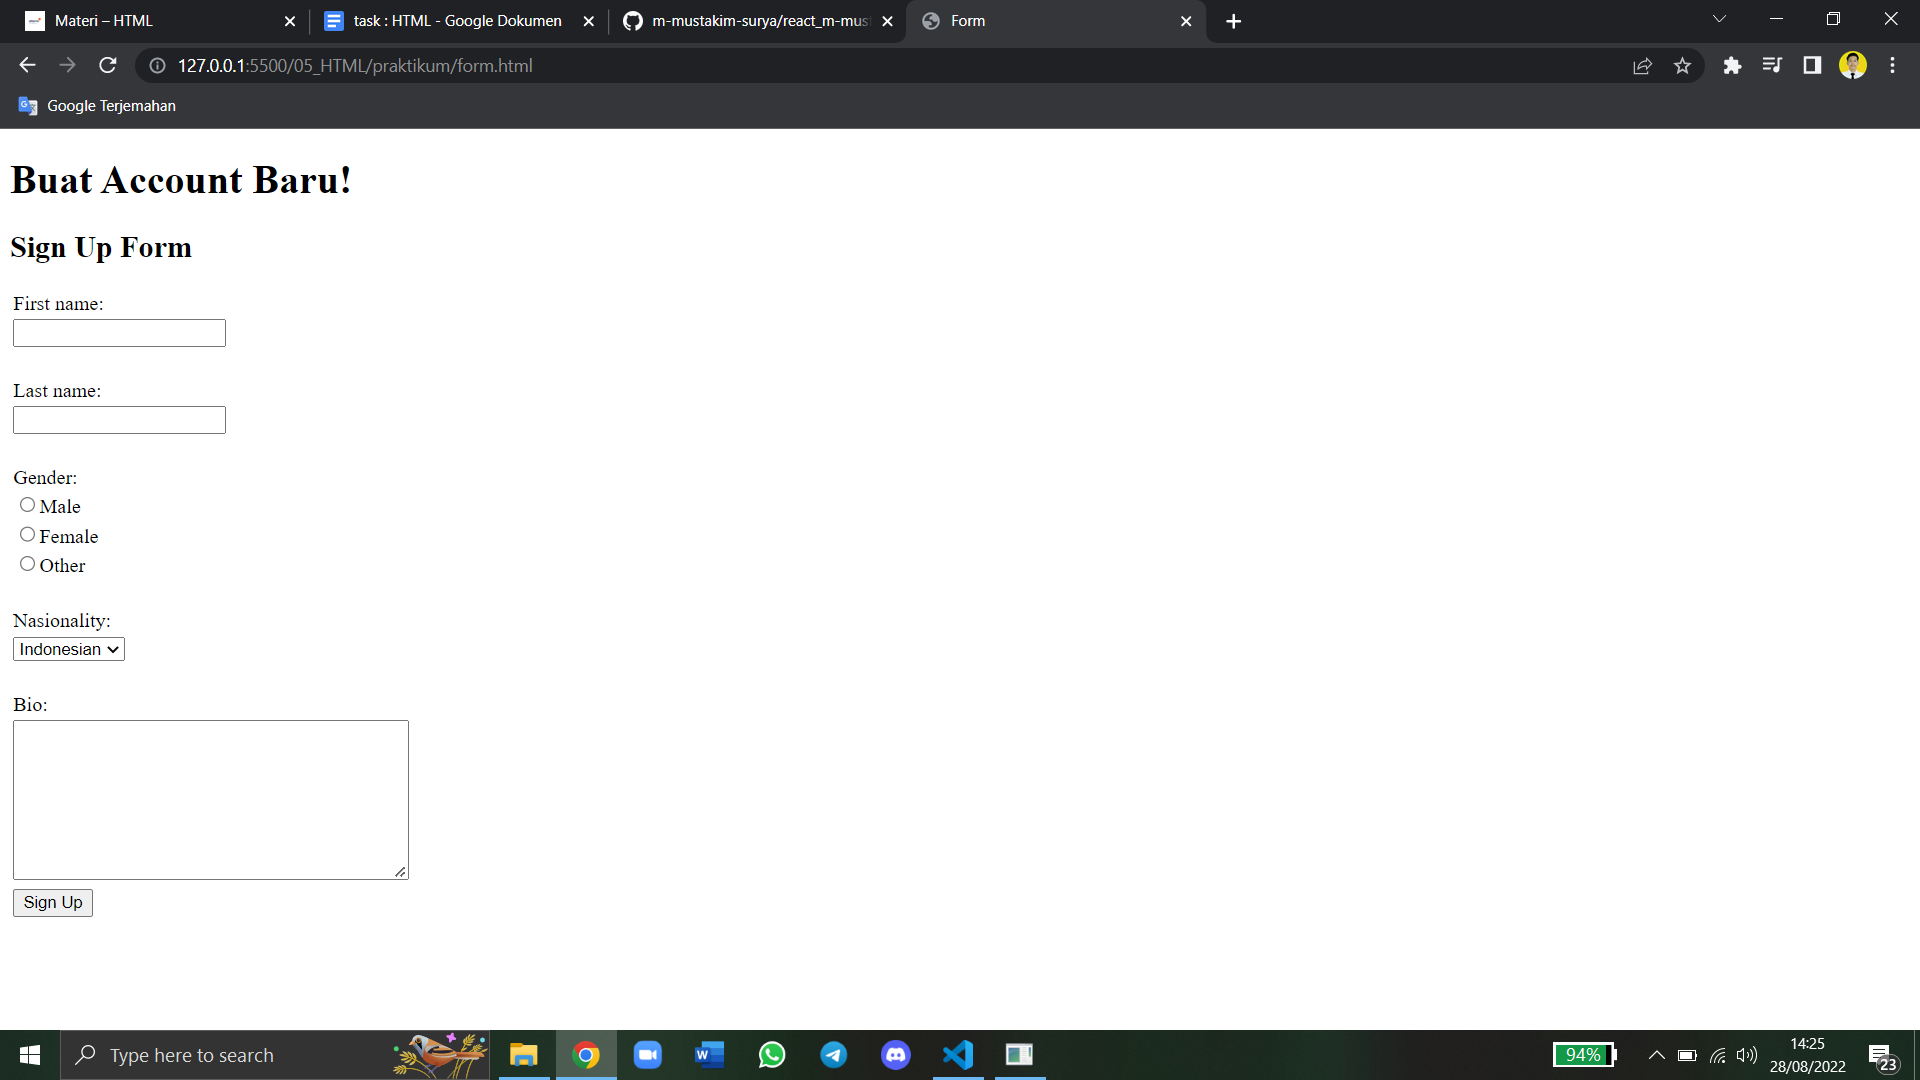 Materi – HTML
task : HTML - Google Dokumen
m-mustakim-surya/react_m-mus
Form
127.0.0.1:5500/05_HTML/praktikum/form.html
Google Terjemahan
Buat Account Baru!
Sign Up Form
First name:
Last name:
Gender:
Male
Female
Other
Nasionality:
Indonesian
Bio:
Sign Up
Type here to search
94%
14:25
28/08/2022
23